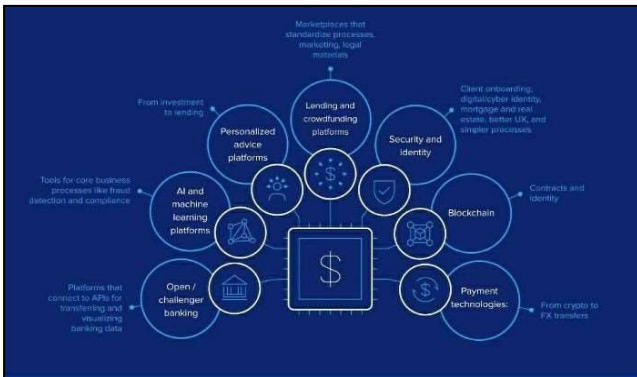 Marketplaces that
standardize processes,
marketing, legal
materials
Lending and
crowdfunding
platforms
From investment
to lending
Personalized
advice
platforms
Client onboarding,
digital/cyber identity,
mortgage and real
estate, better UX, and
simpler processes
Security and
identity
Tools for core business
processes like fraud
detection and compliance
AI and
machine
learning
platforms
Contracts and
identity
Blockchain
Platforms that
connect to APIs for
transferring and
visualizing
banking data
Open /
challenger
banking
$
$
$
Payment
technologies:
From crypto to
FX transfers